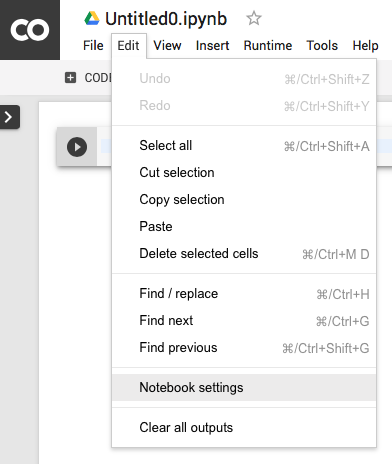 CO Untitled0.ipynb
File Edit View Insert Runtime Tools Help
CODE
Undo ⌘/Ctrl+Shift+Z
Redo ⌘/Ctrl+Shift+Y
Select all ⌘/Ctrl+Shift+A
Cut selection
Copy selection
Paste
Delete selected cells ⌘/Ctrl+M D
Find / replace ⌘/Ctrl+H
Find next ⌘/Ctrl+G
Find previous ⌘/Ctrl+Shift+G
Notebook settings
Clear all outputs